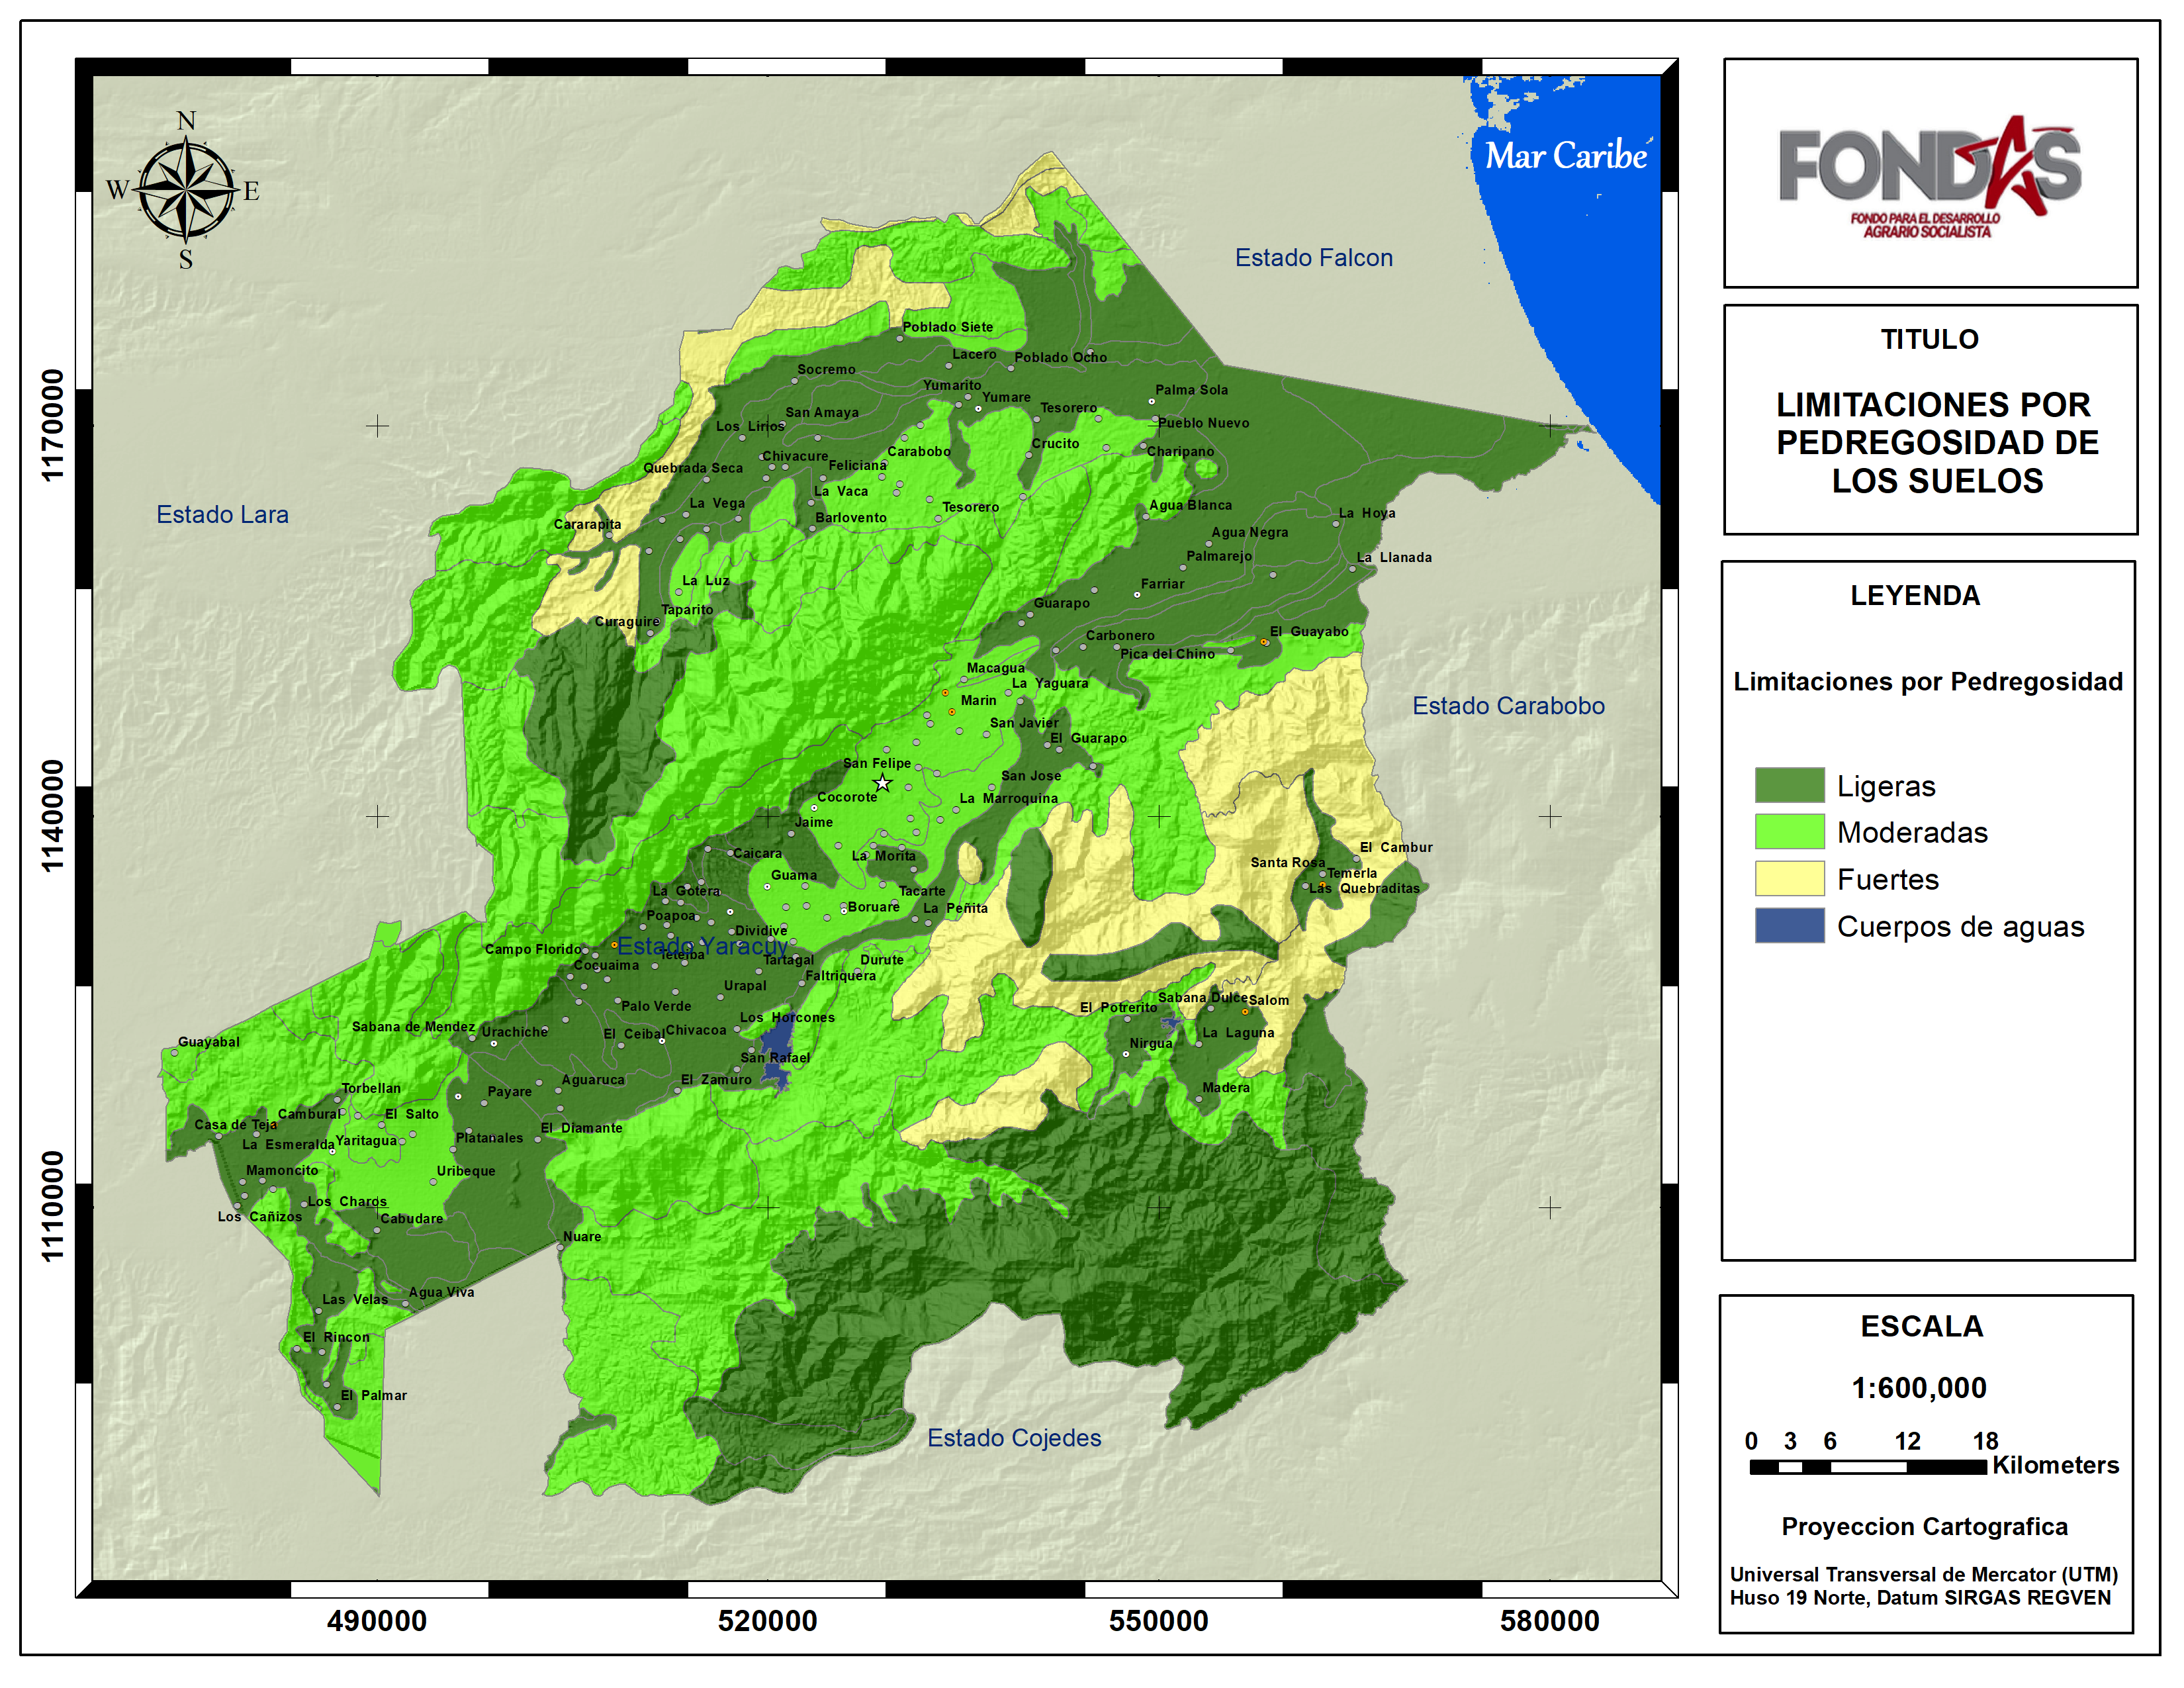 N
W
E
S
Mar Caribe
Estado Falcon
Estado Lara
Estado Carabobo
Estado Yaracuy
Estado Cojedes
Poblado Siete
Lacero
Poblado Ocho
Socremo
Yumarito
Yumare
Palma Sola
San Amaya
Tesorero
Los Lirios
Pueblo Nuevo
Carabobo
Crucito
Charipano
Chivacure
Feliciana
Quebrada Seca
La Vaca
La Vega
Barlovento
Tesorero
Agua Blanca
La Hoya
Cararapita
Agua Negra
Palmarejo
La Llanada
La Luz
Farriar
Taparito
Guarapo
Curaguire
Carbonero
El Guayabo
Pica del Chino
Macagua
La Yaguara
Marin
San Javier
El Guarapo
San Felipe
San Jose
Cocorote
La Marroquina
Jaime
Caicara
La Morita
El Cambur
Santa Rosa
Temerla
Guama
Las Quebraditas
La Gotera
Tacarte
Poapoa
Boruare
La Peñita
Dividive
Campo Florido
Teteiba
Tartagal
Durute
Cocuaima
Faltriquera
Urapal
Palo Verde
Sabana Dulce
Salom
El Potrerito
Los Horcones
Sabana de Mendez
Urachiche
El Ceibal
Chivacoa
La Laguna
Guayabal
Nirgua
San Rafael
Aguaruca
El Zamuro
Torbellan
Payare
Madera
Cambural
El Salto
Casa de Teja
La Esmeralda
Yaritagua
Platanales
El Diamante
Mamoncito
Uribeque
Los Charos
Los Cañizos
Cabudare
Nuare
Las Velas
Agua Viva
El Rincon
El Palmar
1170000
1140000
1110000
490000
520000
550000
580000
FONDAS
FONDO PARA EL DESARROLLO
AGRARIO SOCIALISTA
TITULO
LIMITACIONES POR
PEDREGOSIDAD DE
LOS SUELOS
LEYENDA
Limitaciones por Pedregosidad
Ligeras
Moderadas
Fuertes
Cuerpos de aguas
ESCALA
1:600,000
0 3 6 12 18
Kilometers
Proyeccion Cartografica
Universal Transversal de Mercator (UTM)
Huso 19 Norte, Datum SIRGAS REGVEN